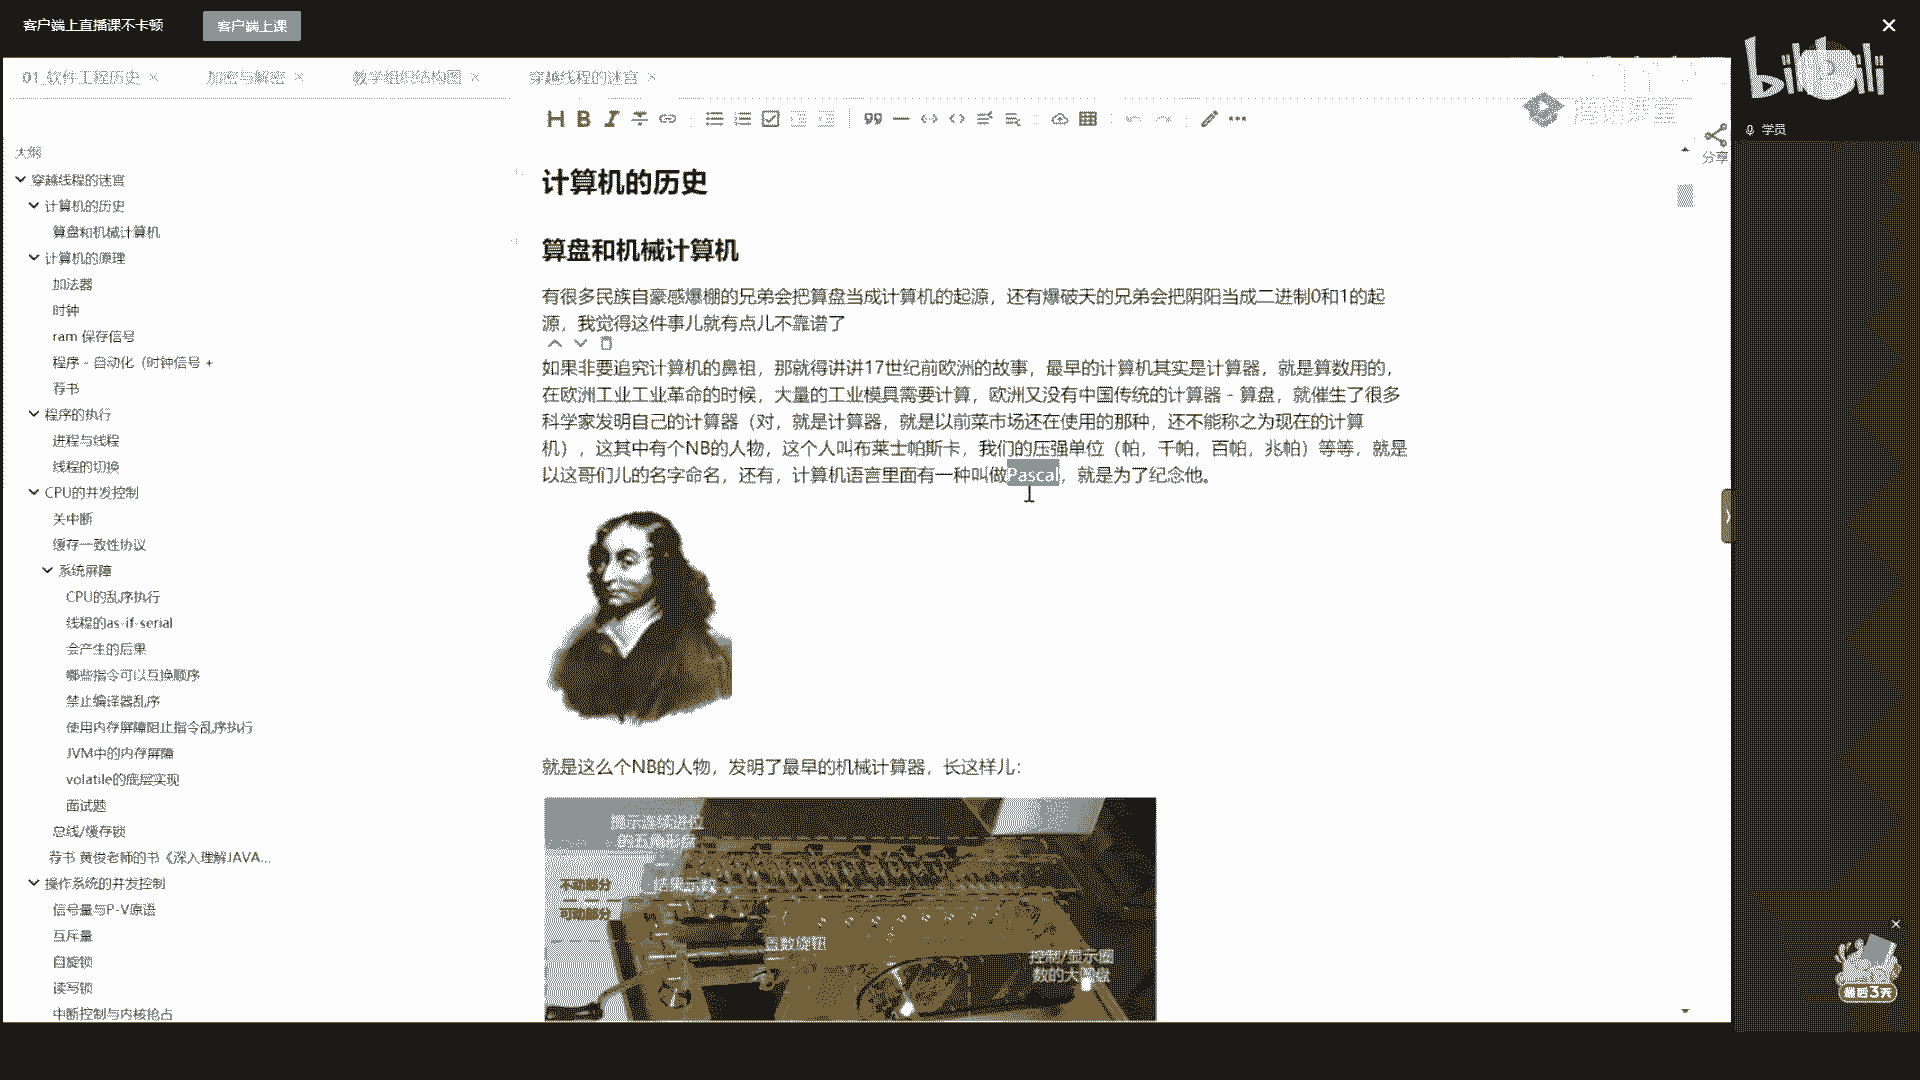 客户端上直播课不卡顿
客户端上课
bilibili
01_软件工程历史 ×
加密与解密 ×
教学组织结构图 ×
穿越线程的迷宫 ×
腾讯课堂
学员
分享
大纲
穿越线程的迷宫
计算机的历史
算盘和机械计算机
计算机的原理
加法器
时钟
ram 保存信号
程序 - 自动化（时钟信号 +
荐书
程序的执行
进程与线程
线程的切换
CPU的并发控制
关中断
缓存一致性协议
系统屏障
CPU的乱序执行
线程的as-if-serial
会产生的后果
哪些指令可以互换顺序
禁止编译器乱序
使用内存屏障阻止指令乱序执行
JVM中的内存屏障
volatile的底层实现
面试题
总线/缓存锁
荐书 黄俊老师的书《深入理解JAVA...
操作系统的并发控制
信号量与P-V原语
互斥量
自旋锁
读写锁
中断控制与内核抢占
计算机的历史
算盘和机械计算机
有很多民族自豪感爆棚的兄弟会把算盘当成计算机的起源，还有爆破天的兄弟会把阴阳当成二进制0和1的起
源，我觉得这件事儿就有点儿不靠谱了
如果非要追究计算机的鼻祖，那就得讲讲17世纪前欧洲的故事，最早的计算机其实是计算器，就是算数用的，
在欧洲工业工业革命的时候，大量的工业模具需要计算，欧洲又没有中国传统的计算器 - 算盘，就催生了很多
科学家发明自己的计算器（对，就是计算器，就是以前菜市场还在使用的那种，还不能称之为现在的计算
机），这其中有个NB的人物，这个人叫布莱士帕斯卡，我们的压强单位（帕，千帕，百帕，兆帕）等等，就是
以这哥们儿的名字命名，还有，计算机语言里面有一种叫做Pascal，就是为了纪念他。
就是这么个NB的人物，发明了最早的机械计算器，长这样儿：
提示连续进位
的五角形纹
不动部分
结果示数
可动部分
置数旋钮
控制/显示圈
数的大圆盘
最后3天